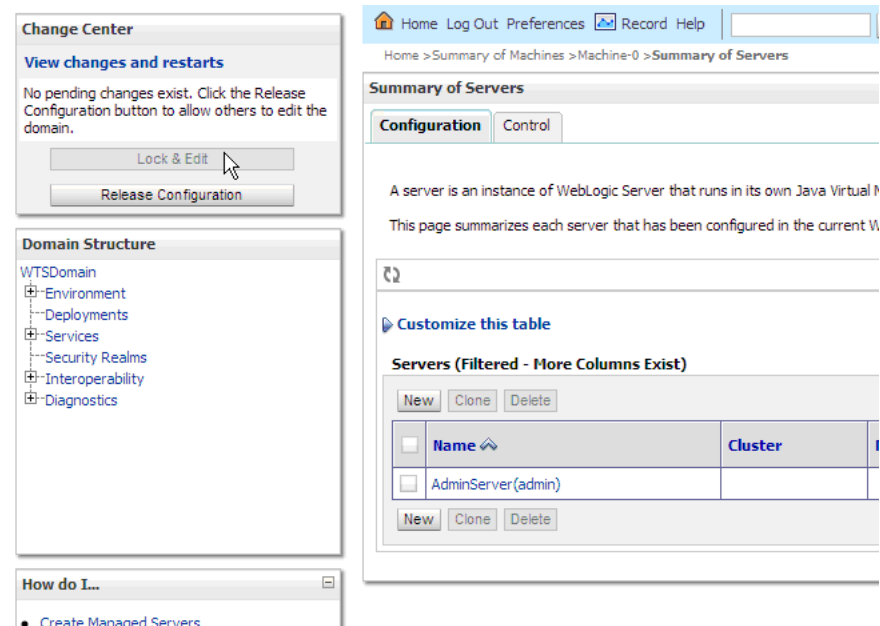 Change Center
View changes and restarts
No pending changes exist. Click the Release
Configuration button to allow others to edit the
domain.
Lock & Edit
Release Configuration
Domain Structure
WTSDomain
Environment
Deployments
Services
Security Realms
Interoperability
Diagnostics
How do I...
Create Managed Servers
Home Log Out Preferences Record Help
Home >Summary of Machines >Machine-0 >Summary of Servers
Summary of Servers
Configuration Control
A server is an instance of WebLogic Server that runs in its own Java Virtual
This page summarizes each server that has been configured in the current
Customize this table
Servers (Filtered - More Columns Exist)
New Clone Delete
Name Cluster
AdminServer(admin)
New Clone Delete